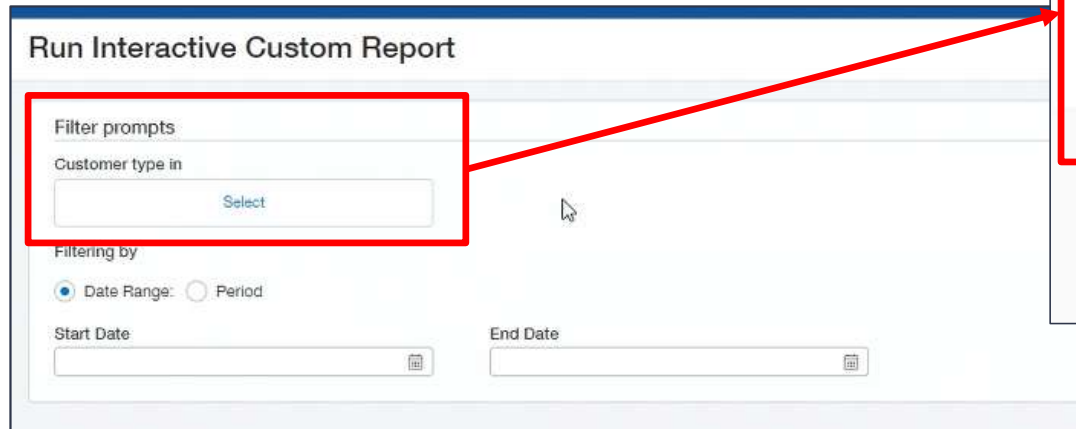 Run Interactive Custom Report
Filter prompts
Customer type in
Select
Filtering by
Date Range: Period
Start Date End Date